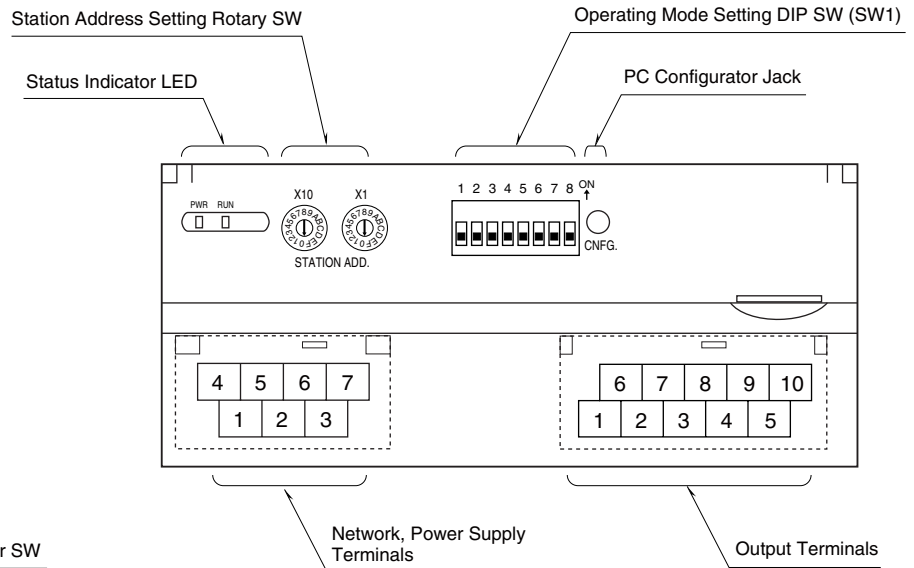 Station Address Setting Rotary SW
Operating Mode Setting DIP SW (SW1)
Status Indicator LED
PC Configurator Jack
PWR RUN
X10 X1
0123456789ABCDEF 0123456789ABCDEF
STATION ADD.
1 2 3 4 5 6 7 8 ON
CNFG.
4 5 6 7
1 2 3
6 7 8 9 10
1 2 3 4 5
Network, Power Supply
Terminals
Output Terminals
r SW